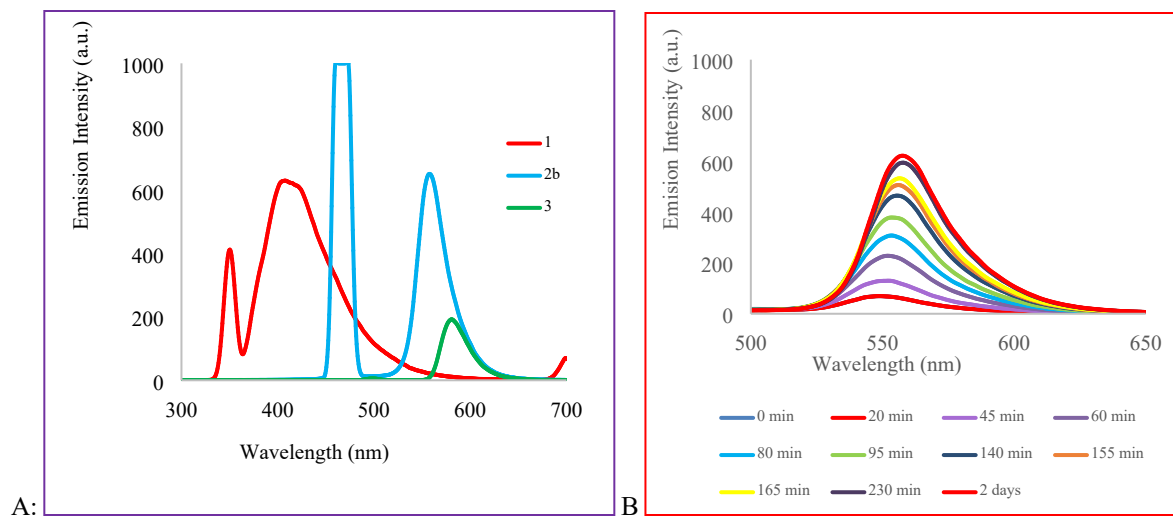 A:
Emission Intensity (a.u.)
1000
800
600
400
200
0
300 400 500 600 700
Wavelength (nm)
1
2b
3
B
Emision Intensity (a.u.)
1000
800
600
400
200
0
500 550 600 650
Wavelength (nm)
0 min 20 min 45 min 60 min
80 min 95 min 140 min 155 min
165 min 230 min 2 days